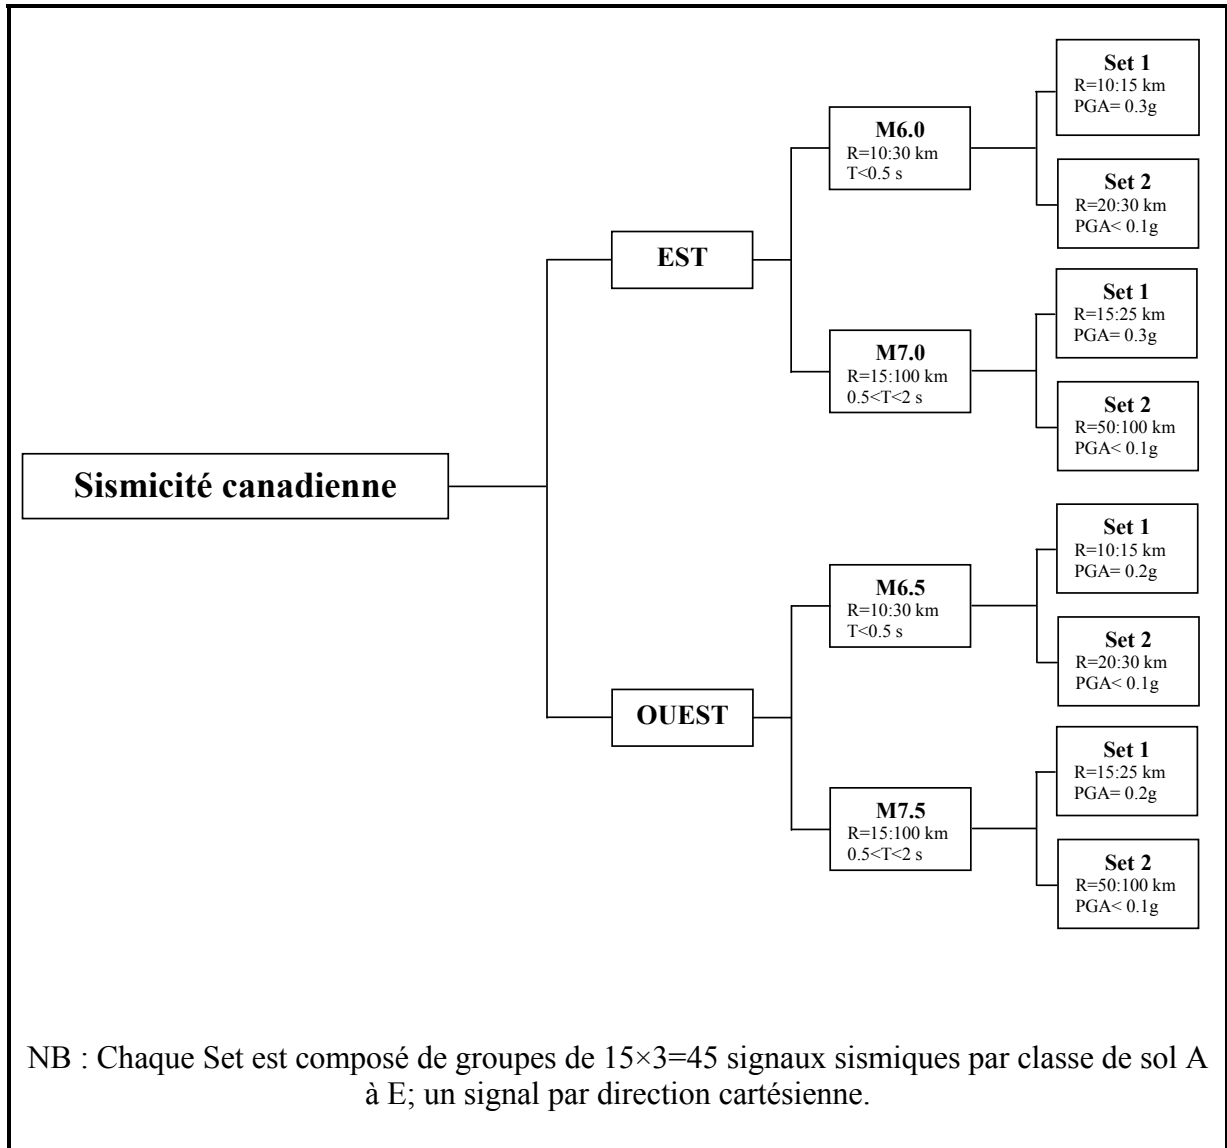 Sismicité canadienne
EST
M6.0
R=10:30 km
T<0.5 s
Set 1
R=10:15 km
PGA= 0.3g
Set 2
R=20:30 km
PGA< 0.1g
M7.0
R=15:100 km
0.5<T<2 s
Set 1
R=15:25 km
PGA= 0.3g
Set 2
R=50:100 km
PGA< 0.1g
OUEST
M6.5
R=10:30 km
T<0.5 s
Set 1
R=10:15 km
PGA= 0.2g
Set 2
R=20:30 km
PGA< 0.1g
M7.5
R=15:100 km
0.5<T<2 s
Set 1
R=15:25 km
PGA= 0.2g
Set 2
R=50:100 km
PGA< 0.1g
NB : Chaque Set est composé de groupes de 15×3=45 signaux sismiques par classe de sol A
à E; un signal par direction cartésienne.